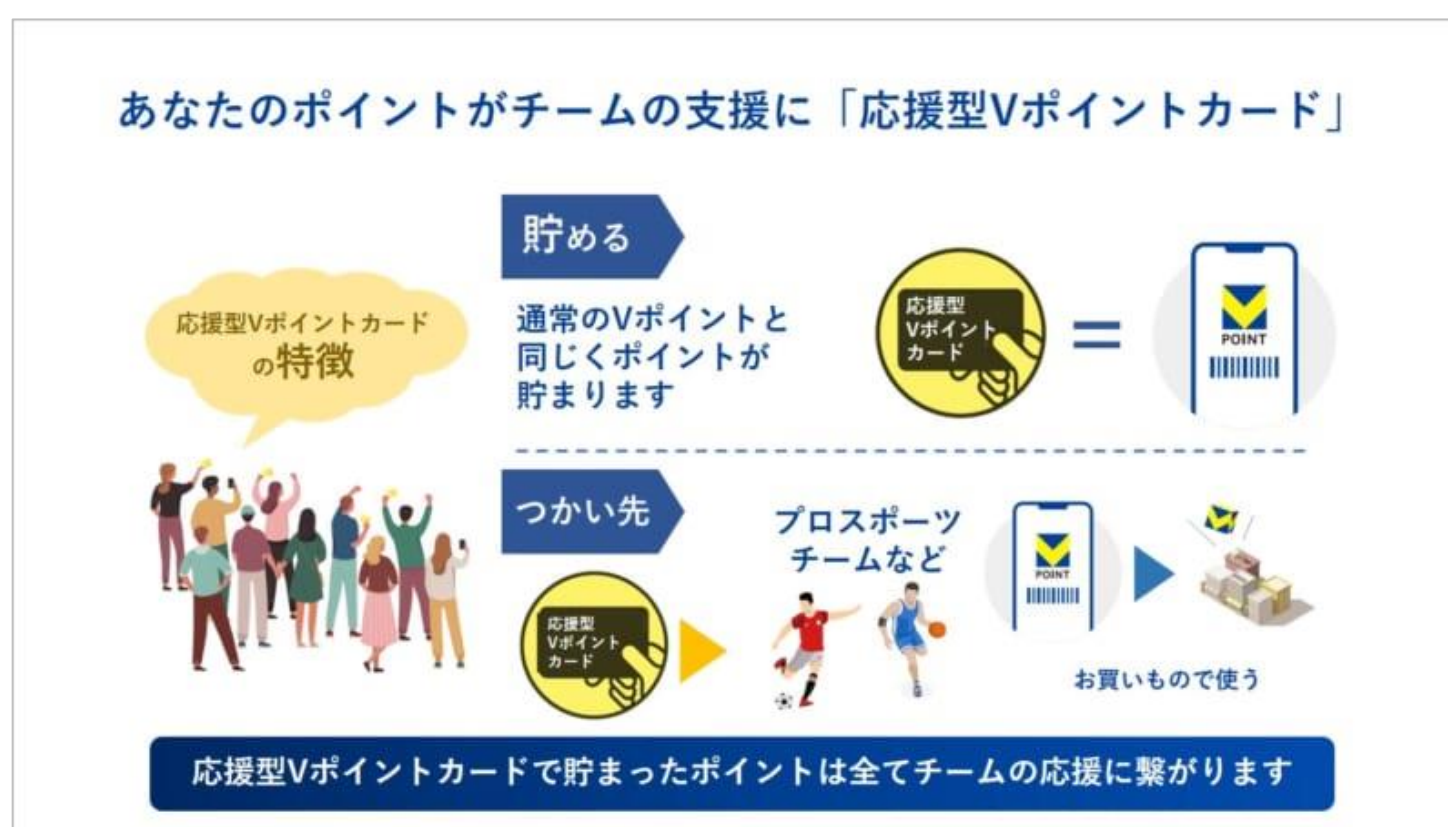 あなたのポイントがチームの支援に「応援型Vポイントカード」
応援型Vポイントカード
の特徴
貯める
通常のVポイントと
同じくポイントが
貯まります
応援型
Vポイント
カード
POINT
つかい先
応援型
Vポイント
カード
プロスポーツ
チームなど
POINT
お買いもので使う
応援型Vポイントカードで貯まったポイントは全てチームの応援に繋がります